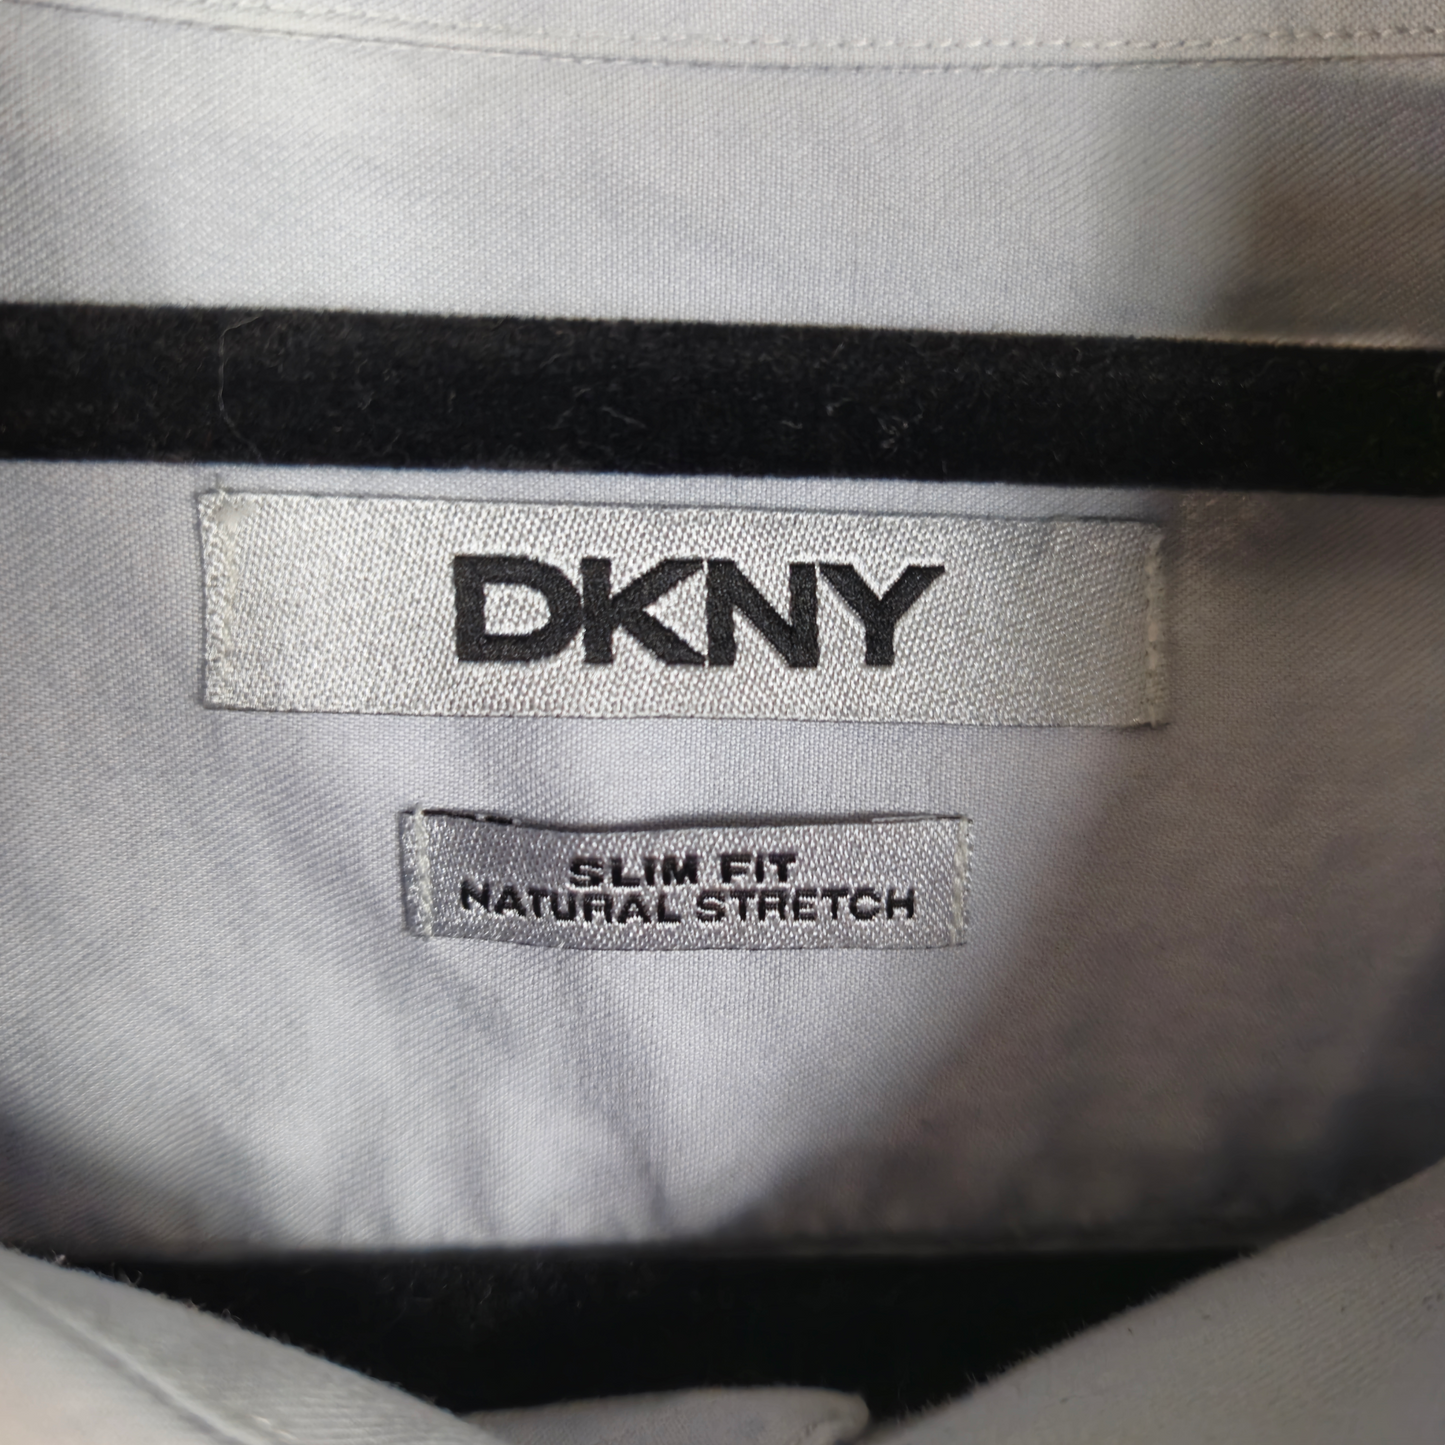 DKNY
SLIM FIT
NATURAL STRETCH